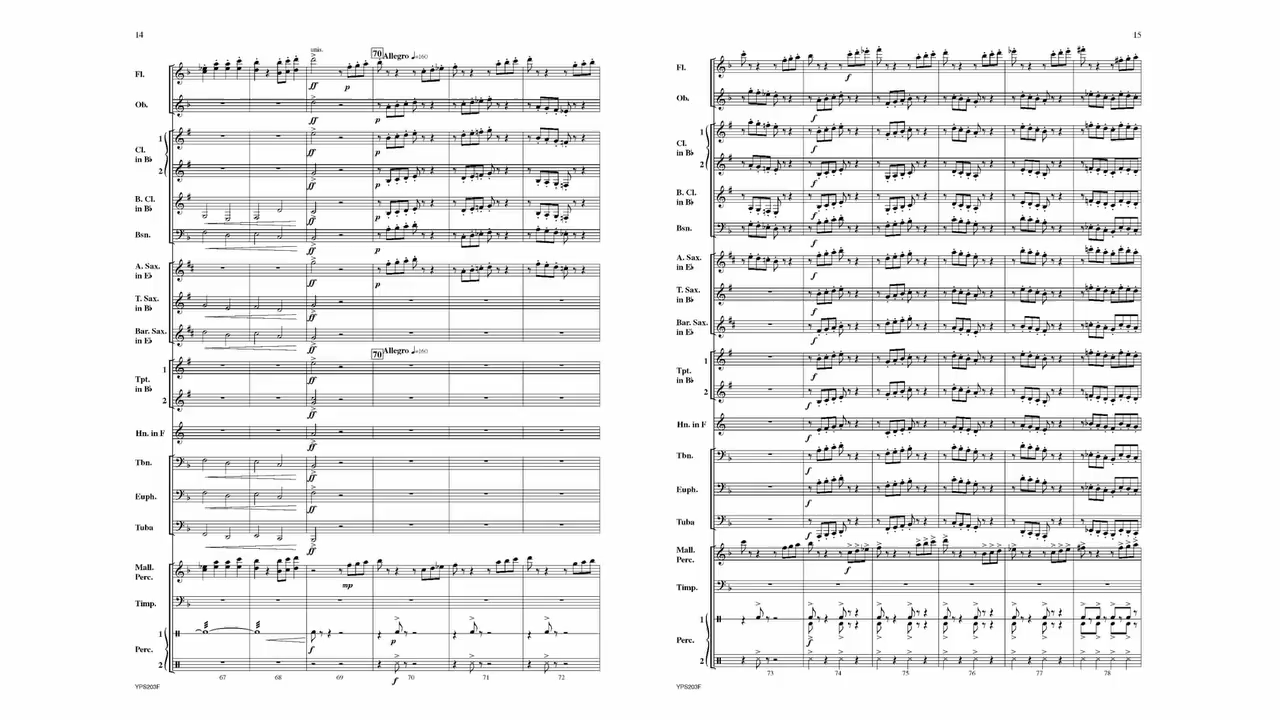 14
unis.
70 Allegro ♩=160
Fl.
ff
p
Ob.
ff
p
1
Cl.
in B♭
2
ff
p
ff
p
B. Cl.
in B♭
ff
p
Bsn.
ff
p
A. Sax.
in E♭
ff
p
T. Sax.
in B♭
ff
Bar. Sax.
in E♭
ff
70 Allegro ♩=160
1
Tpt.
in B♭
2
ff
ff
Hn. in F
ff
Tbn.
ff
Euph.
ff
Tuba
ff
Mall.
Perc.
mp
Timp.
1
Perc.
2
f
p
f
67 68 69 70 71 72
YPS203F
15
Fl.
f
Ob.
f
1
Cl.
in B♭
2
f
f
B. Cl.
in B♭
f
Bsn.
f
A. Sax.
in E♭
f
T. Sax.
in B♭
f
Bar. Sax.
in E♭
f
1
Tpt.
in B♭
2
f
f
Hn. in F
f
Tbn.
f
Euph.
f
Tuba
f
Mall.
Perc.
f
Timp.
1
Perc.
2
f
73 74 75 76 77 78
YPS203F